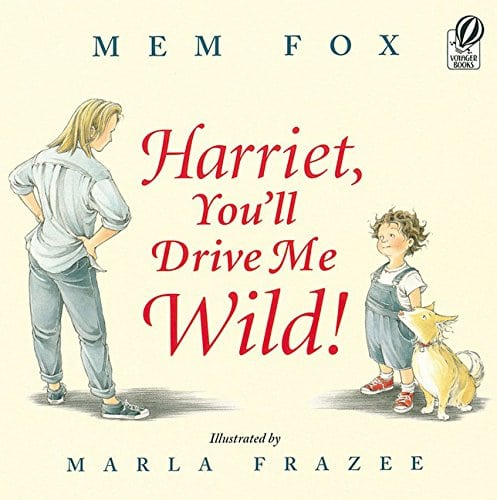 MEM FOX
VOYAGER
BOOKS
Harriet,
You'll
Drive Me
Wild!
Illustrated by
MARLA FRAZEE